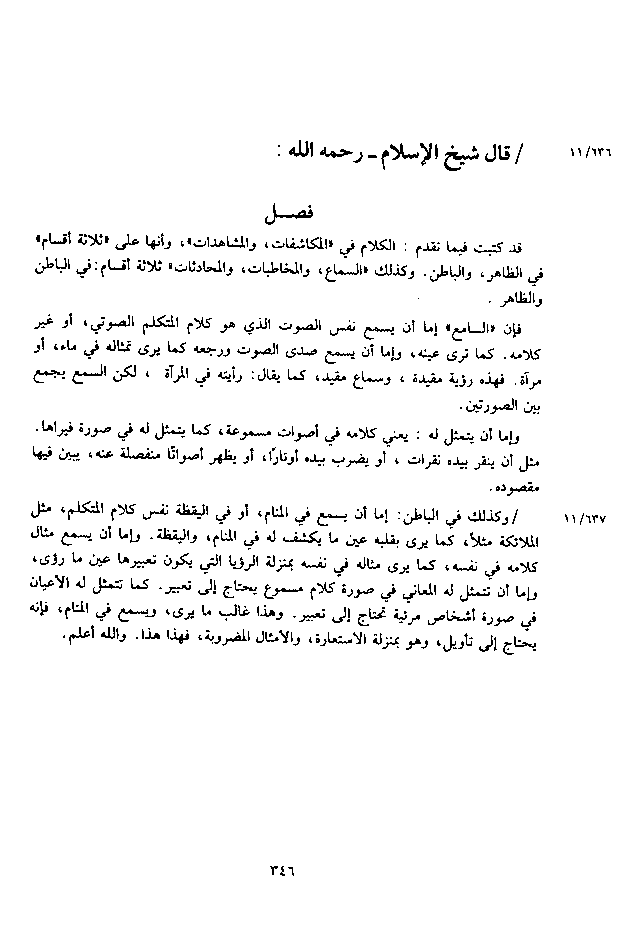 ١١/٦٣٦ / قال شيخ الإسلام ـ رحمه الله :
فصــل
قد كتبت فيما تقدم : الكلام في «المكاشفات، والمشاهدات»، وأنها على «ثلاثة أقسام»
في الظاهر، والباطن. وكذلك «السماع، والمخاطبات، والمحادثات» ثلاثة أقسام: في الباطن
والظاهر .
فإن «السامع» إما أن يسمع نفس الصوت الذي هو كلام المتكلم الصوتي، أو غير
كلامه. كما ترى عينه، وإما أن يسمع صدى الصوت ورجعه كما يرى تمثاله في ماء، أو
مرآة. فهذه رؤية مقيدة ، وسماع مقيد، كما يقال: رأيته في المرآة ، لكن السمع يجمع
بين الصورتين.
وإما أن يتمثل له : يعني كلامه في أصوات مسموعة، كما يتمثل له في صورة فيراها.
مثل أن ينقر بيده نقرات ، أو يضرب بيده أوتارًا، أو يظهر أصواتًا منفصلة عنه، يبين فيها
مقصوده.
١١/٦٣٧ / وكذلك في الباطن: إما أن يسمع في المنام، أو في اليقظة نفس كلام المتكلم، مثل
الملائكة مثلاً، كما يرى بقلبه عين ما يكشف له في المنام، واليقظة. وإما أن يسمع مثال
كلامه في نفسه، كما يرى مثاله في نفسه بمنزلة الرؤيا التي يكون تعبيرها عين ما رؤى،
وإما أن تتمثل له المعاني في صورة كلام مسموع يحتاج إلى تعبير. كما تتمثل له الأعيان
في صورة أشخاص مرئية تحتاج إلى تعبير. وهذا غالب ما يرى، ويسمع في المنام، فإنه
يحتاج إلى تأويل، وهو بمنزلة الاستعارة، والأمثال المضروبة، فهذا هذا. والله أعلم.
٣٤٦